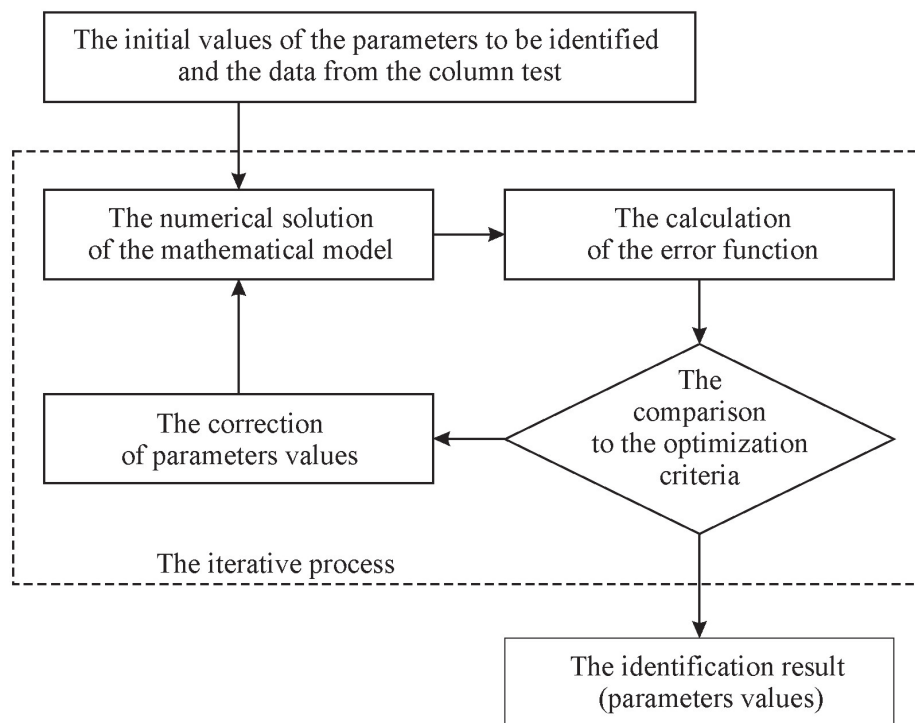 The initial values of the parameters to be identified
and the data from the column test
The numerical solution
of the mathematical model
The calculation
of the error function
The
comparison
to the optimization
criteria
The correction
of parameters values
The iterative process
The identification result
(parameters values)